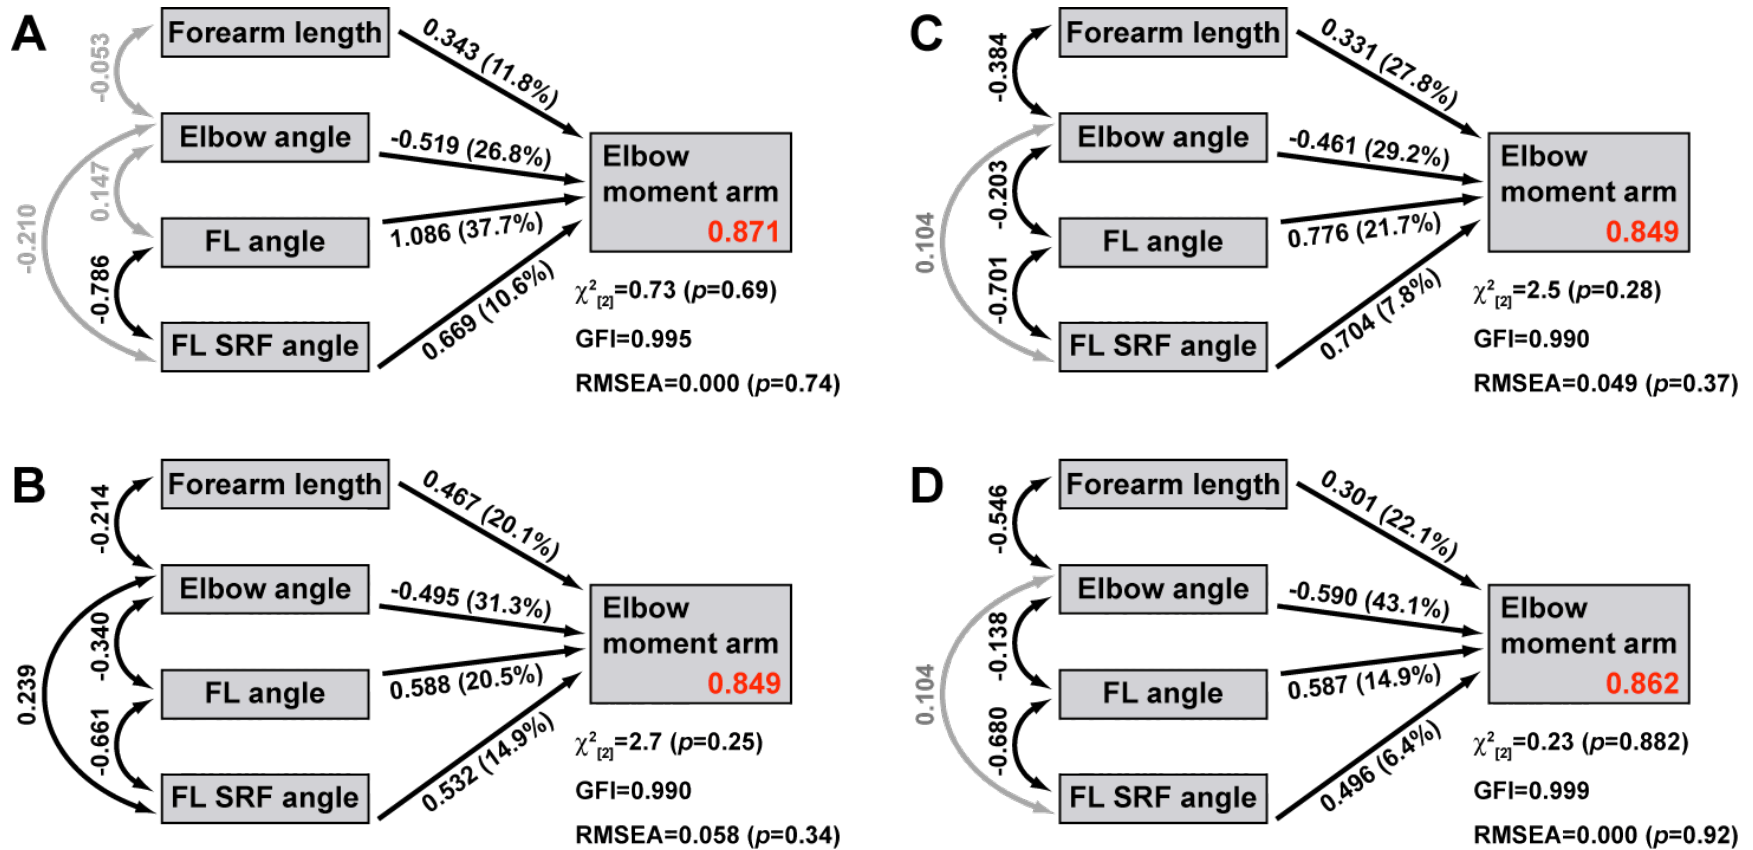 A
Forearm length
Elbow angle
FL angle
FL SRF angle
-0.053
0.147
-0.210
-0.786
0.343 (11.8%)
-0.519 (26.8%)
1.086 (37.7%)
0.669 (10.6%)
Elbow
moment arm
0.871
χ²[2]=0.73 (p=0.69)
GFI=0.995
RMSEA=0.000 (p=0.74)
C
Forearm length
Elbow angle
FL angle
FL SRF angle
-0.384
-0.203
0.104
-0.701
0.331 (27.8%)
-0.461 (29.2%)
0.776 (21.7%)
0.704 (7.8%)
Elbow
moment arm
0.849
χ²[2]=2.5 (p=0.28)
GFI=0.990
RMSEA=0.049 (p=0.37)
B
Forearm length
Elbow angle
FL angle
FL SRF angle
-0.214
-0.340
0.239
-0.661
0.467 (20.1%)
-0.495 (31.3%)
0.588 (20.5%)
0.532 (14.9%)
Elbow
moment arm
0.849
χ²[2]=2.7 (p=0.25)
GFI=0.990
RMSEA=0.058 (p=0.34)
D
Forearm length
Elbow angle
FL angle
FL SRF angle
-0.546
-0.138
0.104
-0.680
0.301 (22.1%)
-0.590 (43.1%)
0.587 (14.9%)
0.496 (6.4%)
Elbow
moment arm
0.862
χ²[2]=0.23 (p=0.882)
GFI=0.999
RMSEA=0.000 (p=0.92)